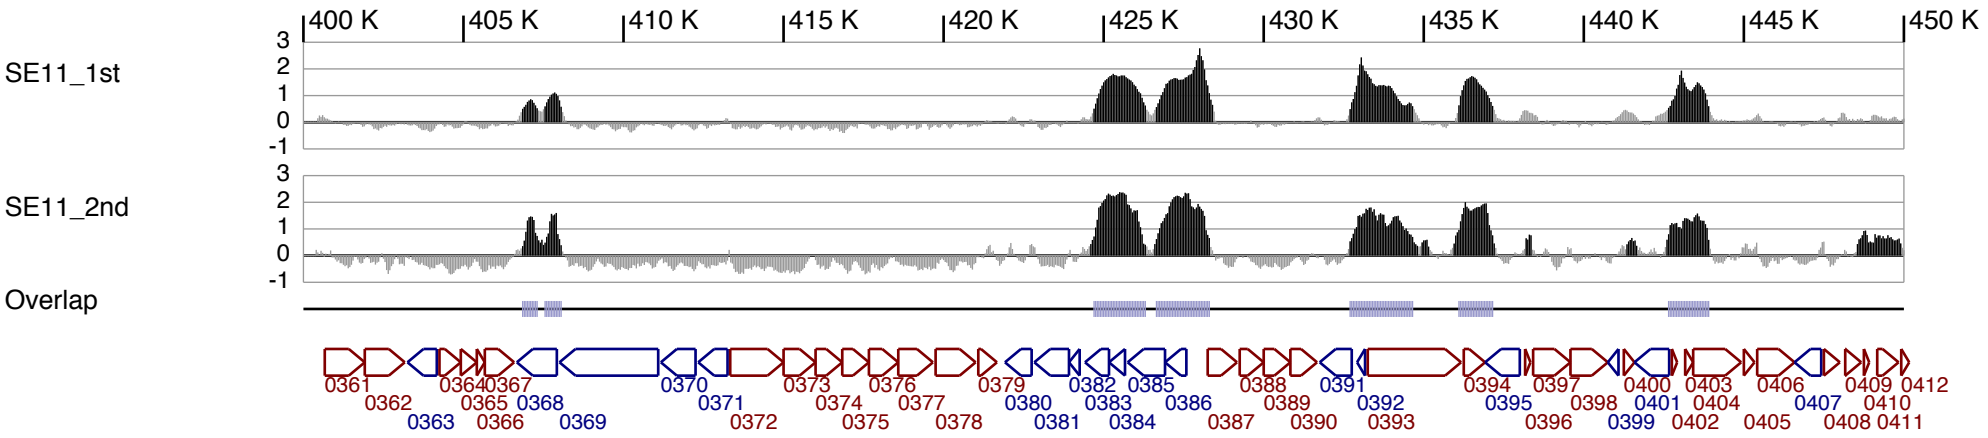 400 K 405 K 410 K 415 K 420 K 425 K 430 K 435 K 440 K 445 K 450 K
3
SE11_1st 2
1
0
-1
3
SE11_2nd 2
1
0
-1
Overlap
0361 0364 0367 0370 0373 0376 0379 0382 0385 0388 0391 0394 0397 0400 0403 0406 0409 0412
0362 0365 0368 0371 0374 0377 0380 0383 0386 0389 0392 0395 0398 0401 0404 0407 0410
0363 0366 0369 0372 0375 0378 0381 0384 0387 0390 0393 0396 0399 0402 0405 0408 0411